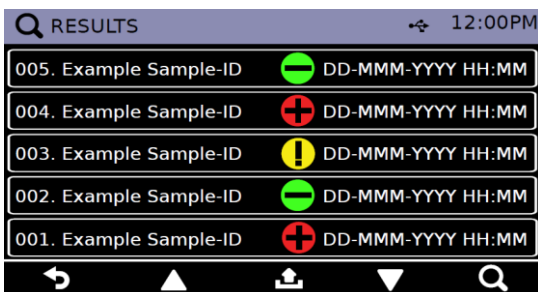 RESULTS 12:00PM
005. Example Sample-ID DD-MMM-YYYY HH:MM
004. Example Sample-ID DD-MMM-YYYY HH:MM
003. Example Sample-ID DD-MMM-YYYY HH:MM
002. Example Sample-ID DD-MMM-YYYY HH:MM
001. Example Sample-ID DD-MMM-YYYY HH:MM